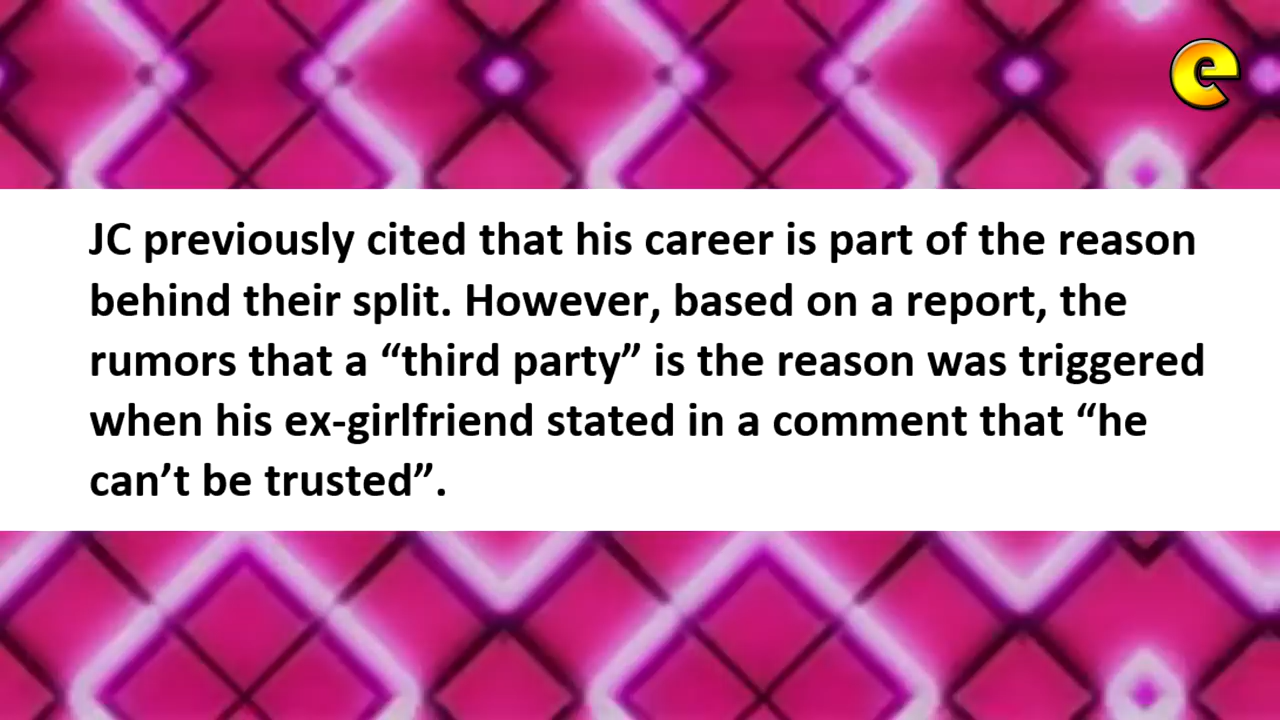 e
JC previously cited that his career is part of the reason
behind their split. However, based on a report, the
rumors that a “third party” is the reason was triggered
when his ex-girlfriend stated in a comment that “he
can’t be trusted”.